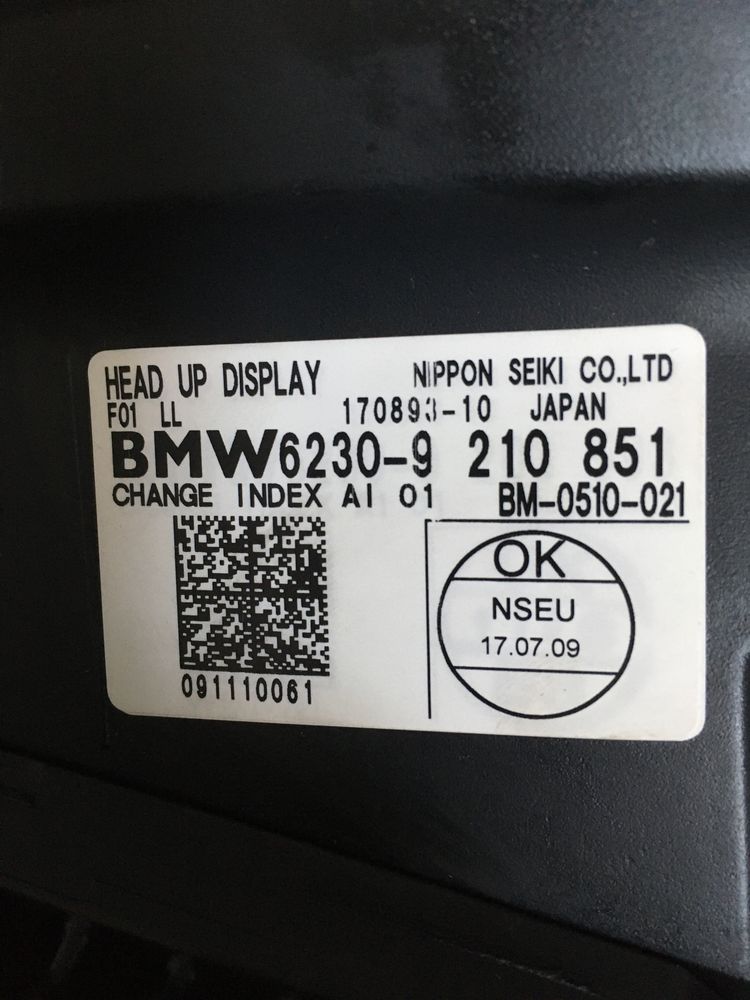 HEAD UP DISPLAY NIPPON SEIKI CO.,LTD
F01 LL 170893-10 JAPAN
BMW6230-9 210 851
CHANGE INDEX AI 01 BM-0510-021
OK
NSEU
17.07.09
091110061